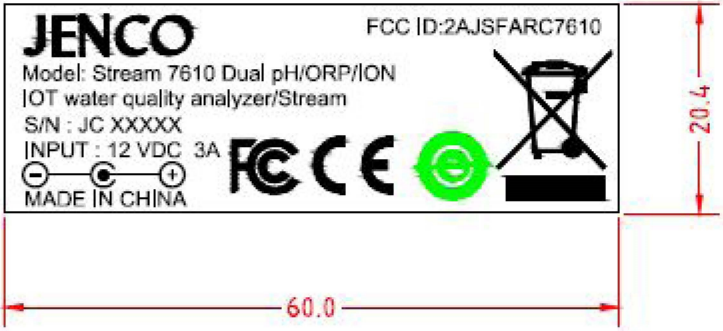 JENCO
FCC ID:2AJSFARC7610
Model: Stream 7610 Dual pH/ORP/ION
IOT water quality analyzer/Stream
S/N : JC XXXXX
INPUT : 12 VDC 3A
FC CE e
MADE IN CHINA
20.4
60.0